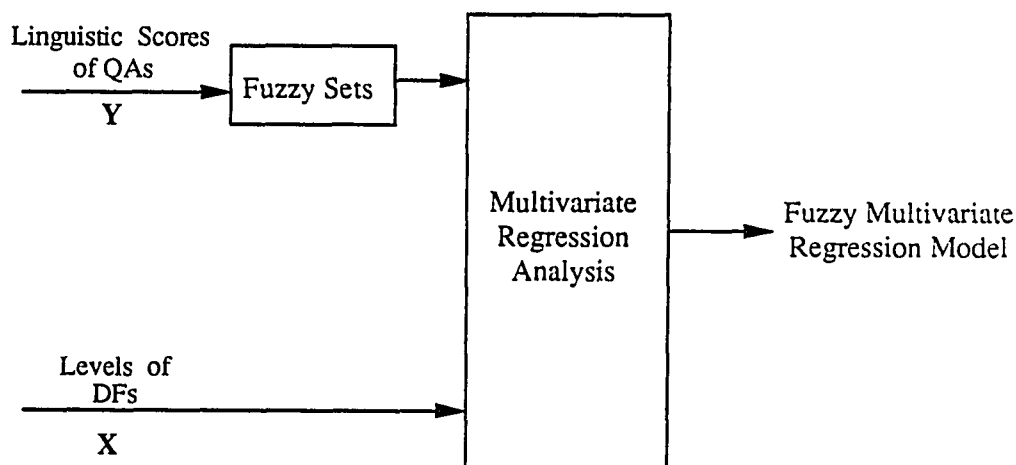 Linguistic Scores
of QAs
Y
Fuzzy Sets
Multivariate
Regression
Analysis
Fuzzy Multivariate
Regression Model
Levels of
DFs
X